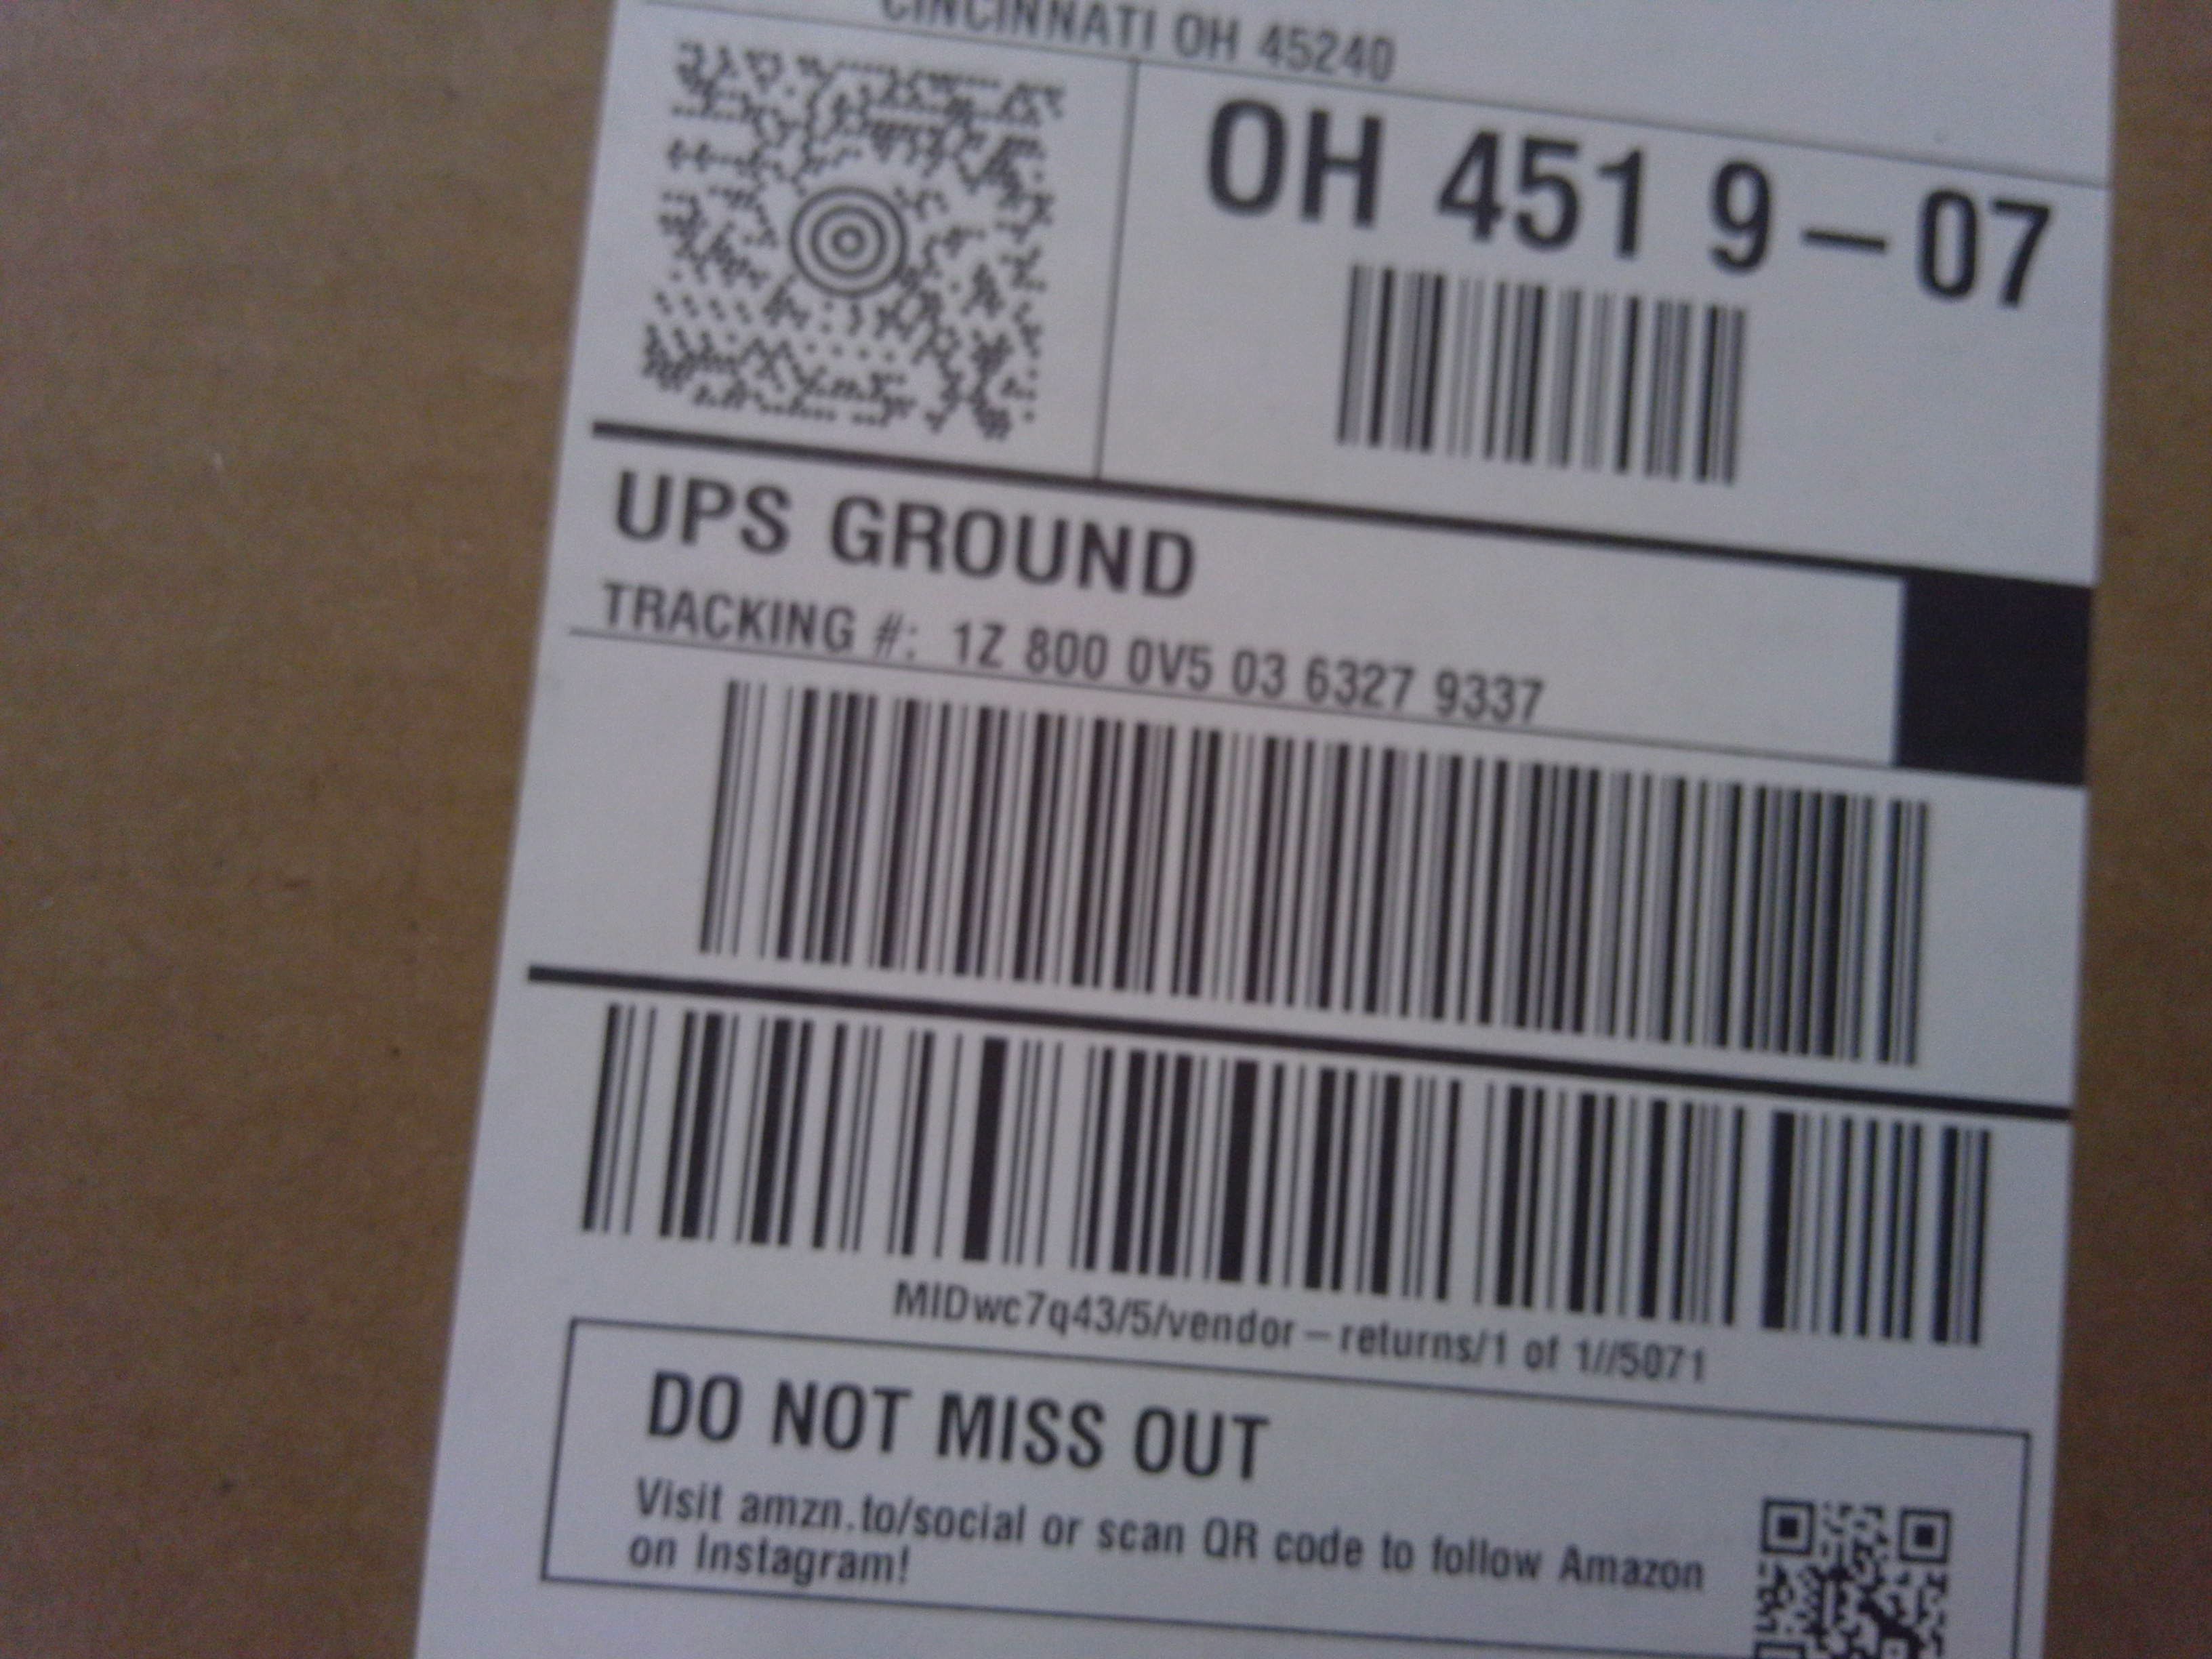 CINCINNATI OH 45240
OH 451 9-07
UPS GROUND
TRACKING #: 1Z 800 0V5 03 6327 9337
MIDwc7q43/5/vendor-returns/1 of 1//5071
DO NOT MISS OUT
Visit amzn.to/social or scan QR code to follow Amazon
on Instagram!